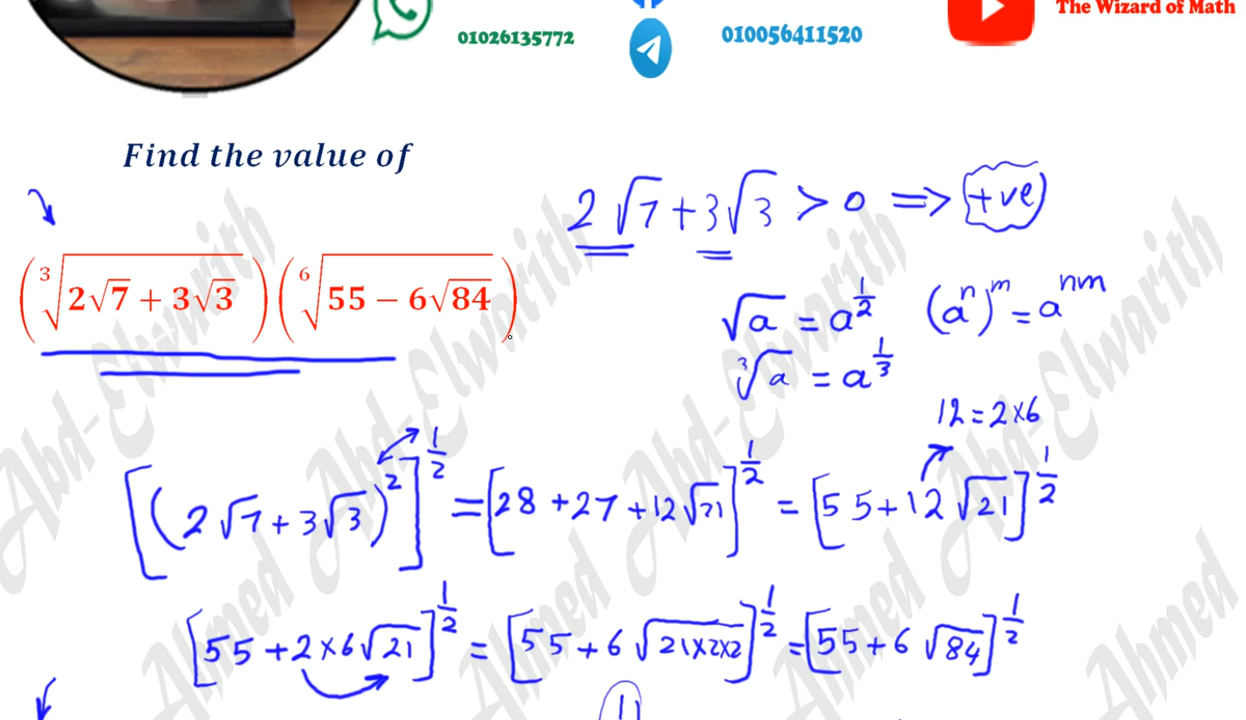 The Wizard of Math
01026135772
010056411520
Find the value of
2√7 + 3√3 > 0 => +ve
(∛(2√7 + 3√3))(⁶√(55 − 6√84))
√a = a^(1/2) (a^n)^m = a^(nm)
∛a = a^(1/3)
12 = 2×6
[(2√7 + 3√3)^2]^(1/2) = [28 + 27 + 12√21]^(1/2) = [55 + 12√21]^(1/2)
[55 + 2×6√21]^(1/2) = [55 + 6√(21×2×2)]^(1/2) = [55 + 6√84]^(1/2)
Ahmed Abd-Elwarith